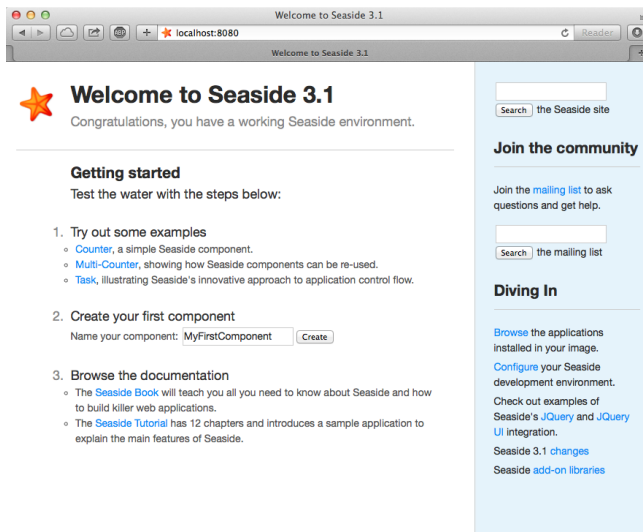 Welcome to Seaside 3.1
ABP
+
localhost:8080
Reader
Welcome to Seaside 3.1
Welcome to Seaside 3.1
Congratulations, you have a working Seaside environment.
Getting started
Test the water with the steps below:
1. Try out some examples
Counter, a simple Seaside component.
Multi-Counter, showing how Seaside components can be re-used.
Task, illustrating Seaside's innovative approach to application control flow.
2. Create your first component
Name your component: MyFirstComponent Create
3. Browse the documentation
The Seaside Book will teach you all you need to know about Seaside and how
to build killer web applications.
The Seaside Tutorial has 12 chapters and introduces a sample application to
explain the main features of Seaside.
Search the Seaside site
Join the community
Join the mailing list to ask
questions and get help.
Search the mailing list
Diving In
Browse the applications
installed in your image.
Configure your Seaside
development environment.
Check out examples of
Seaside's JQuery and JQuery
UI integration.
Seaside 3.1 changes
Seaside add-on libraries